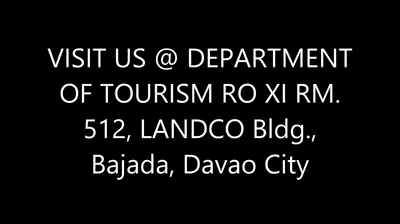 VISIT US @ DEPARTMENT
OF TOURISM RO XI RM.
512, LANDCO Bldg.,
Bajada, Davao City